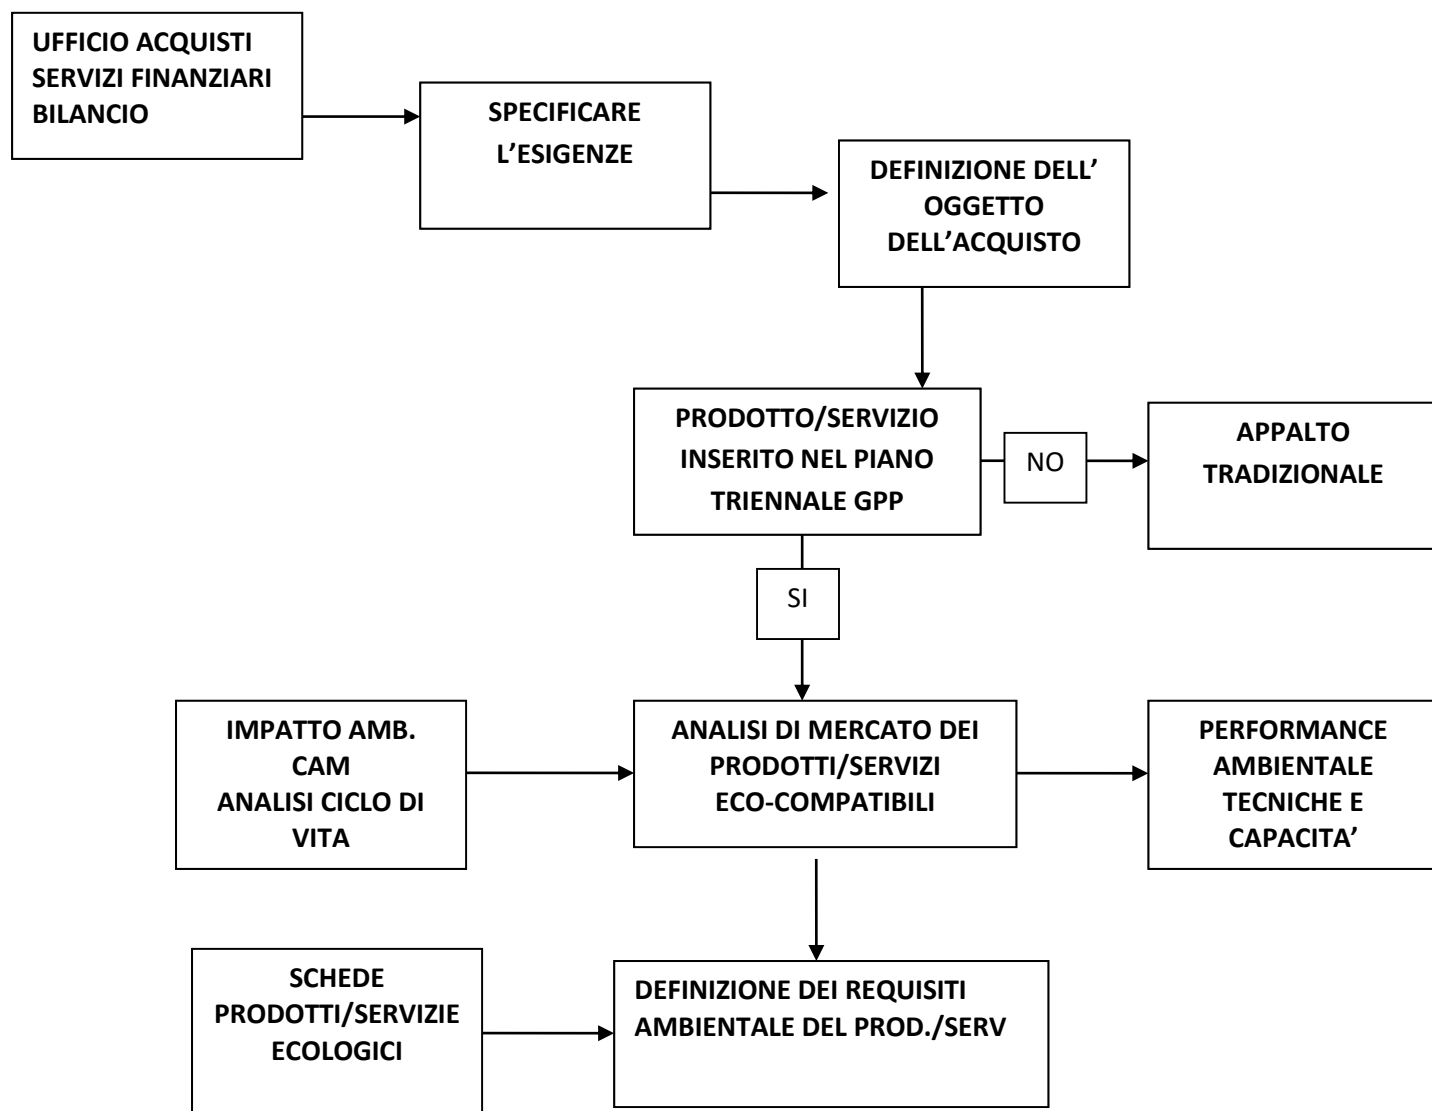 UFFICIO ACQUISTI
SERVIZI FINANZIARI
BILANCIO
SPECIFICARE
L’ESIGENZE
DEFINIZIONE DELL’
OGGETTO
DELL’ACQUISTO
PRODOTTO/SERVIZIO
INSERITO NEL PIANO
TRIENNALE GPP
NO
APPALTO
TRADIZIONALE
SI
IMPATTO AMB.
CAM
ANALISI CICLO DI
VITA
ANALISI DI MERCATO DEI
PRODOTTI/SERVIZI
ECO-COMPATIBILI
PERFORMANCE
AMBIENTALE
TECNICHE E
CAPACITA’
SCHEDE
PRODOTTI/SERVIZIE
ECOLOGICI
DEFINIZIONE DEI REQUISITI
AMBIENTALE DEL PROD./SERV